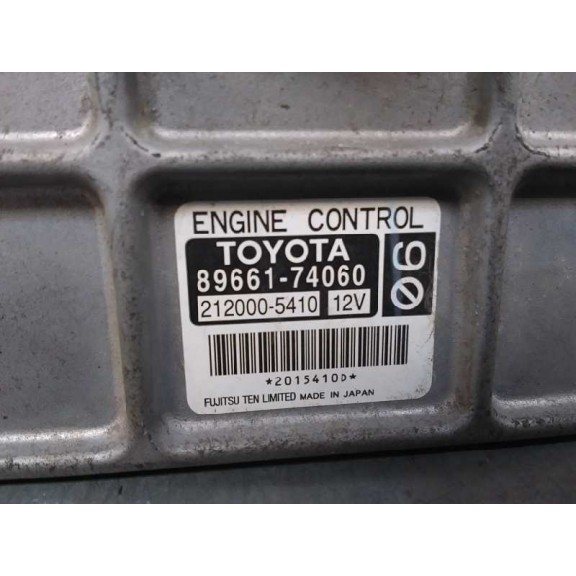 ENGINE CONTROL
TOYOTA
89661-74060
212000-5410 12V
06
*2015410D*
FUJITSU TEN LIMITED MADE IN JAPAN